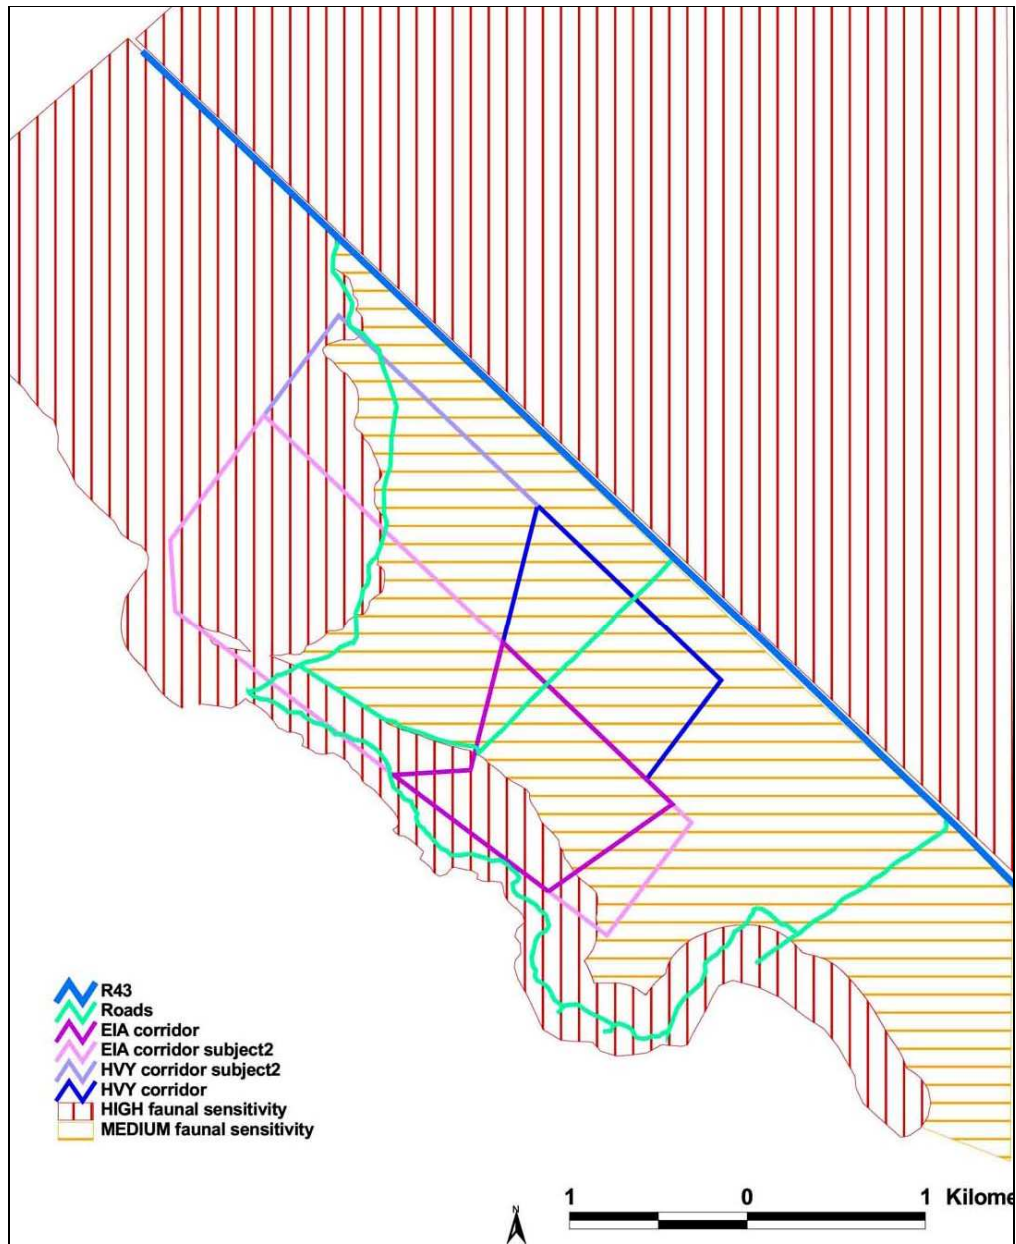 R43
Roads
EIA corridor
EIA corridor subject2
HVY corridor subject2
HVY corridor
HIGH faunal sensitivity
MEDIUM faunal sensitivity
1 0 1 Kilome
N